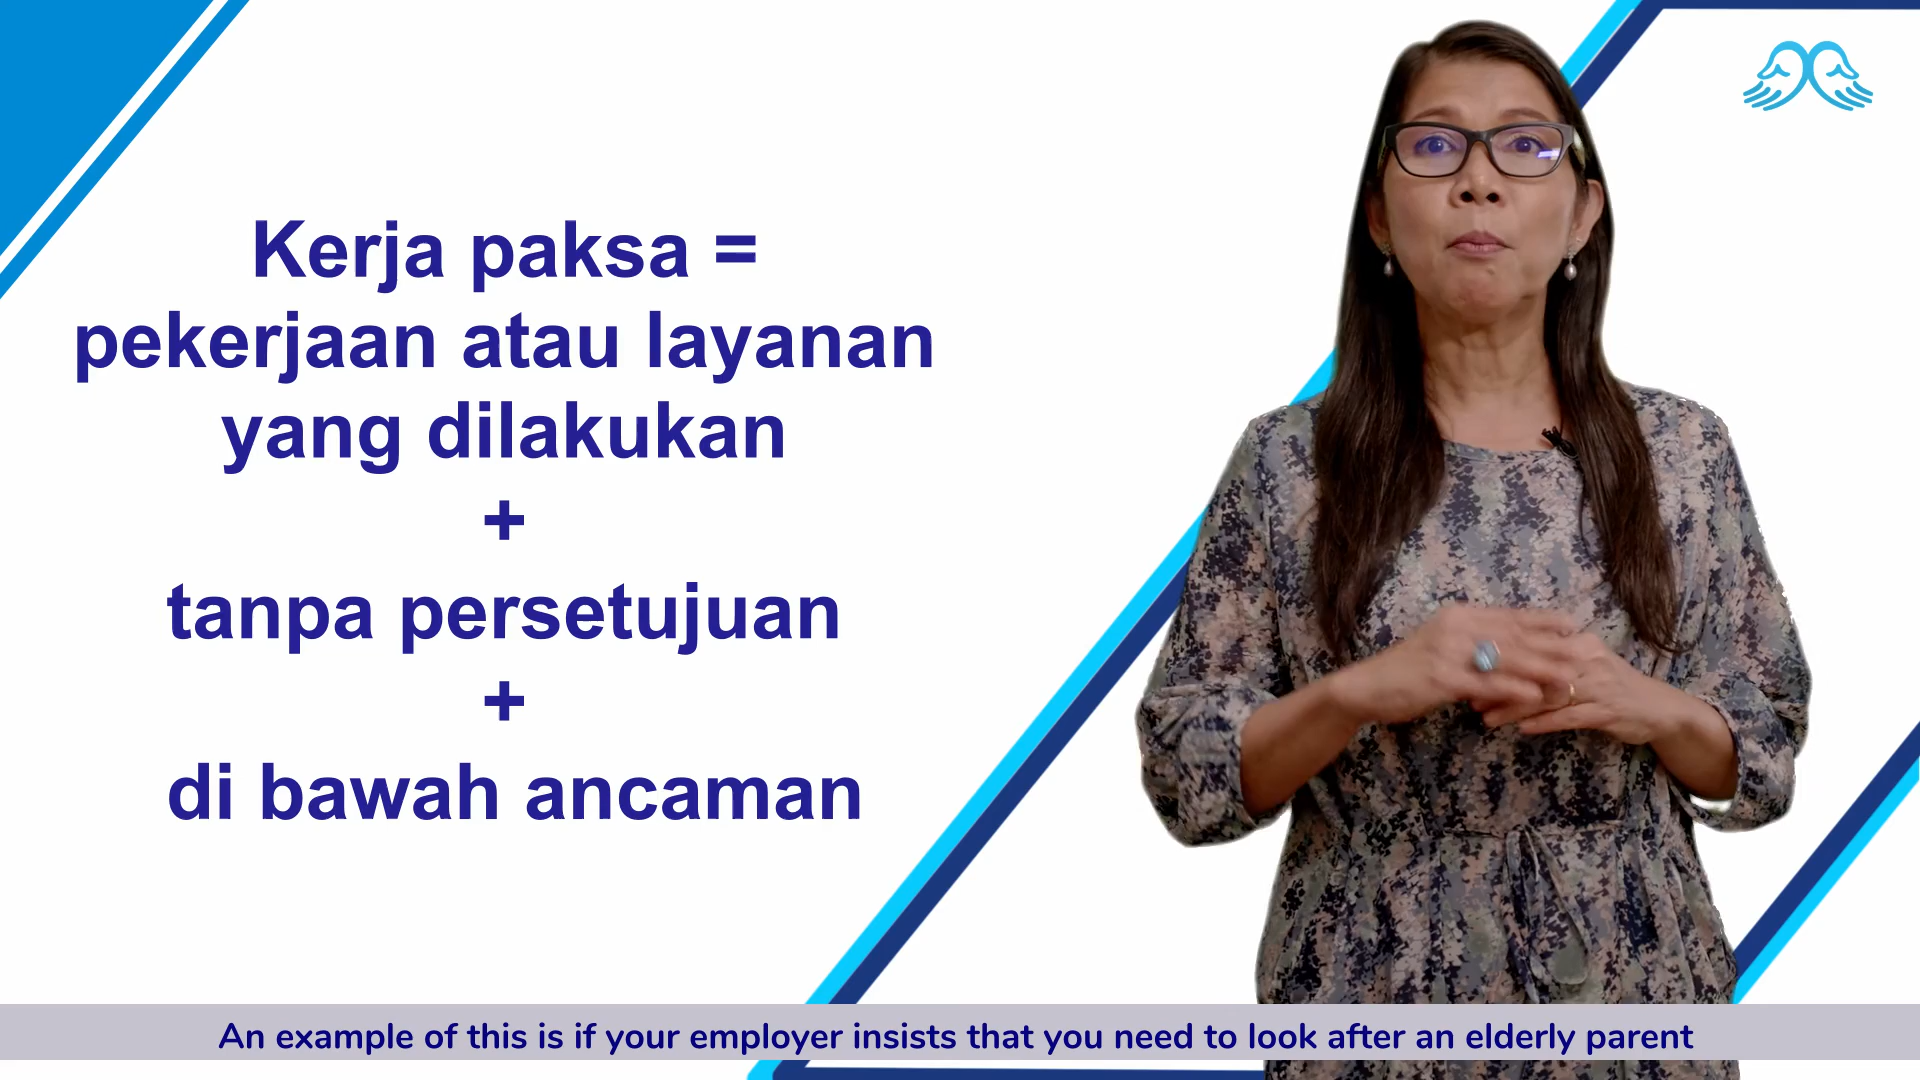 Kerja paksa =
pekerjaan atau layanan
yang dilakukan
+
tanpa persetujuan
+
di bawah ancaman
An example of this is if your employer insists that you need to look after an elderly parent